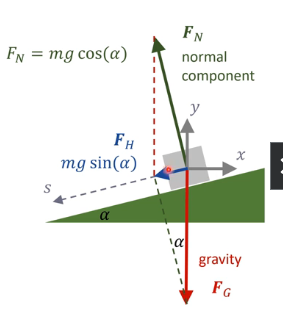 F_N
F_N = mg cos(α)
normal
component
y
F_H
mg sin(α)
x
s
α
α
gravity
F_G